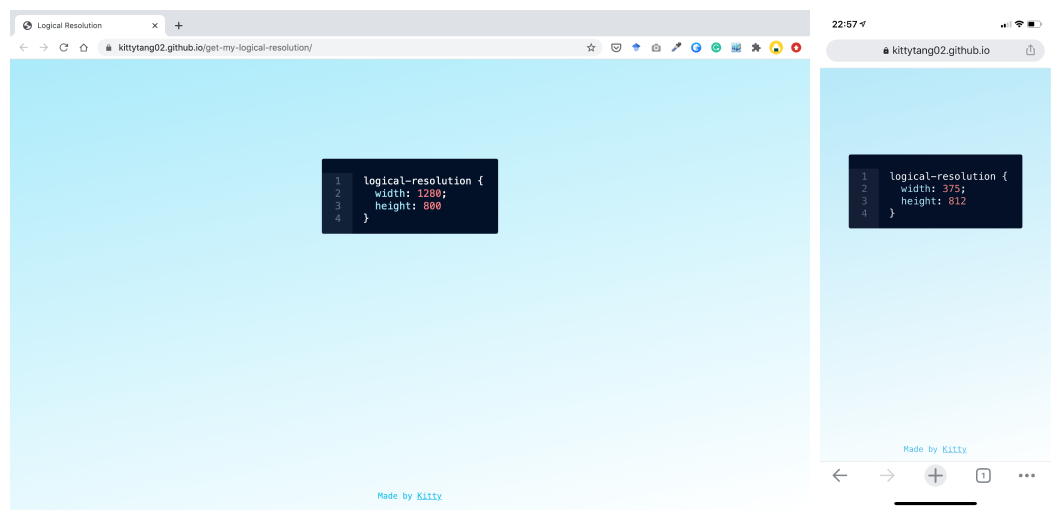 Logical Resolution
kittytang02.github.io/get-my-logical-resolution/
1 logical-resolution {
2 width: 1280;
3 height: 800
4 }
Made by Kitty
22:57
kittytang02.github.io
1 logical-resolution {
2 width: 375;
3 height: 812
4 }
Made by Kitty
1